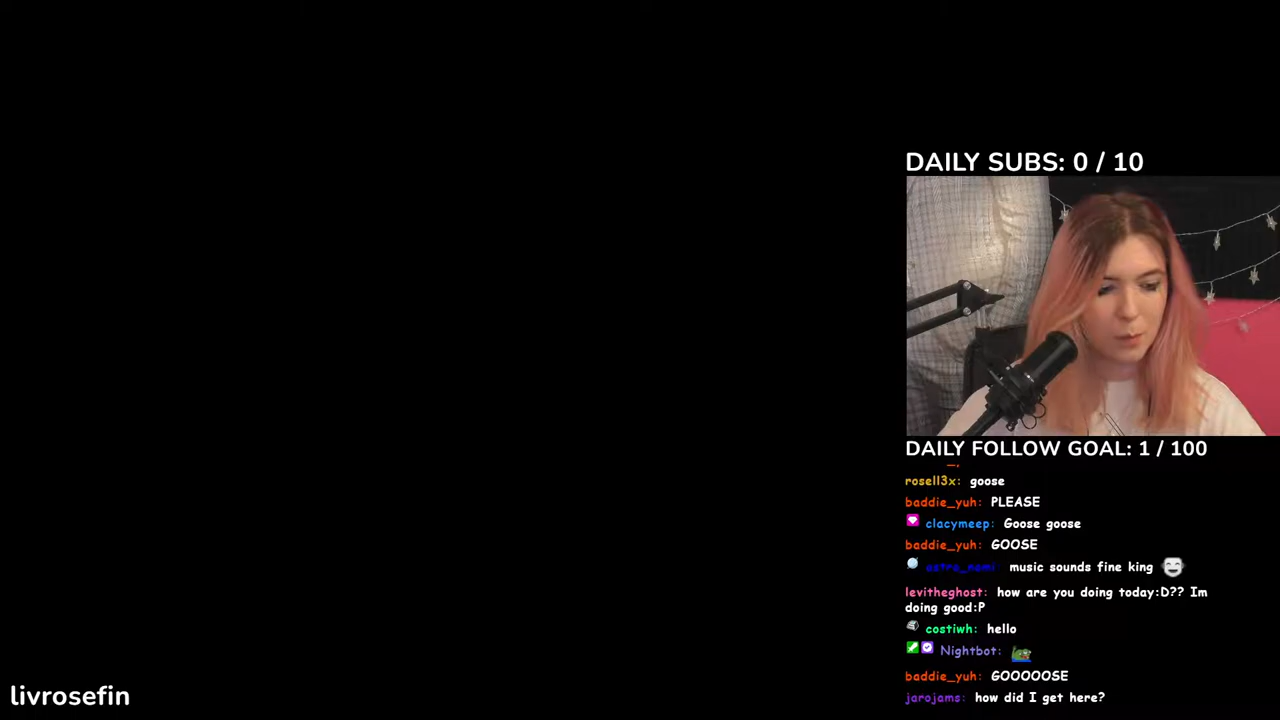 DAILY SUBS: 0 / 10
DAILY FOLLOW GOAL: 1 / 100
rosell3x: goose
baddie_yuh: PLEASE
clacymeep: Goose goose
baddie_yuh: GOOSE
astro_nomi: music sounds fine king
levitheghost: how are you doing today:D?? Im
doing good:P
costiwh: hello
Nightbot:
baddie_yuh: GOOOOOSE
jarojams: how did I get here?
livrosefin